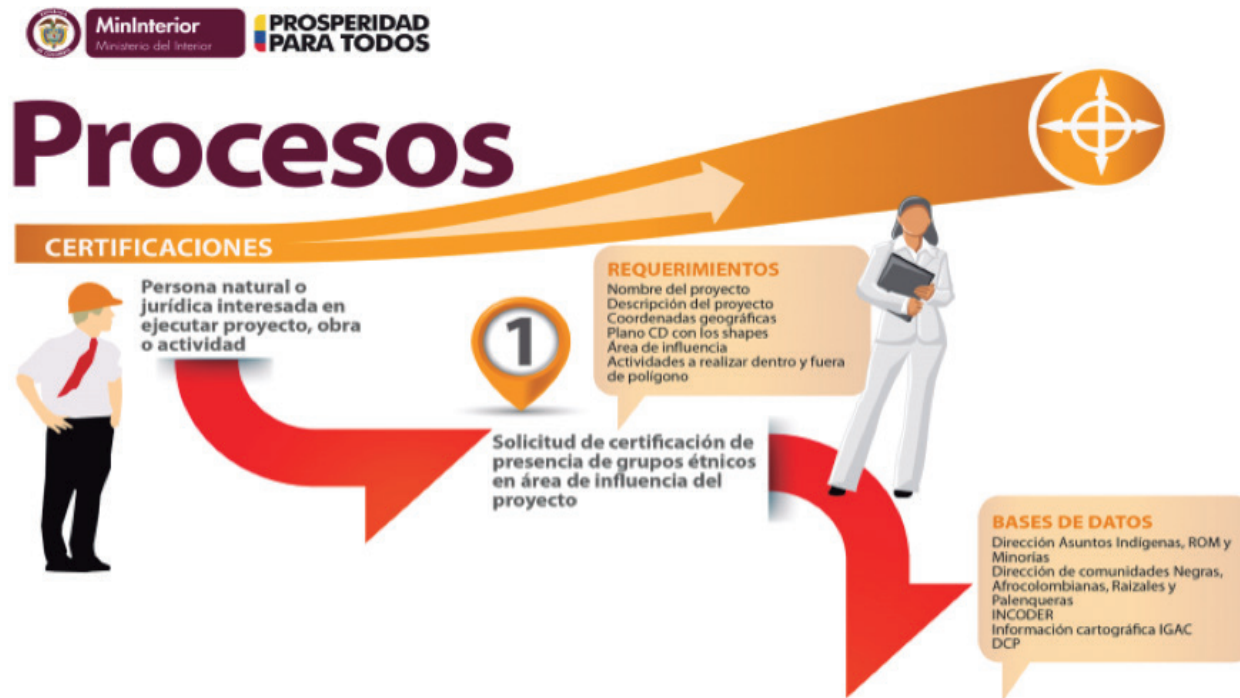 MinInterior
Ministerio del Interior
PROSPERIDAD
PARA TODOS
Procesos
CERTIFICACIONES
Persona natural o
jurídica interesada en
ejecutar proyecto, obra
o actividad
1
REQUERIMIENTOS
Nombre del proyecto
Descripción del proyecto
Coordenadas geográficas
Plano CD con los shapes
Área de influencia
Actividades a realizar dentro y fuera
de polígono
Solicitud de certificación de
presencia de grupos étnicos
en área de influencia del
proyecto
BASES DE DATOS
Dirección Asuntos Indígenas, ROM y
Minorías
Dirección de comunidades Negras,
Afrocolombianas, Raizales y
Palenqueras
INCODER
Información cartográfica IGAC
DCP